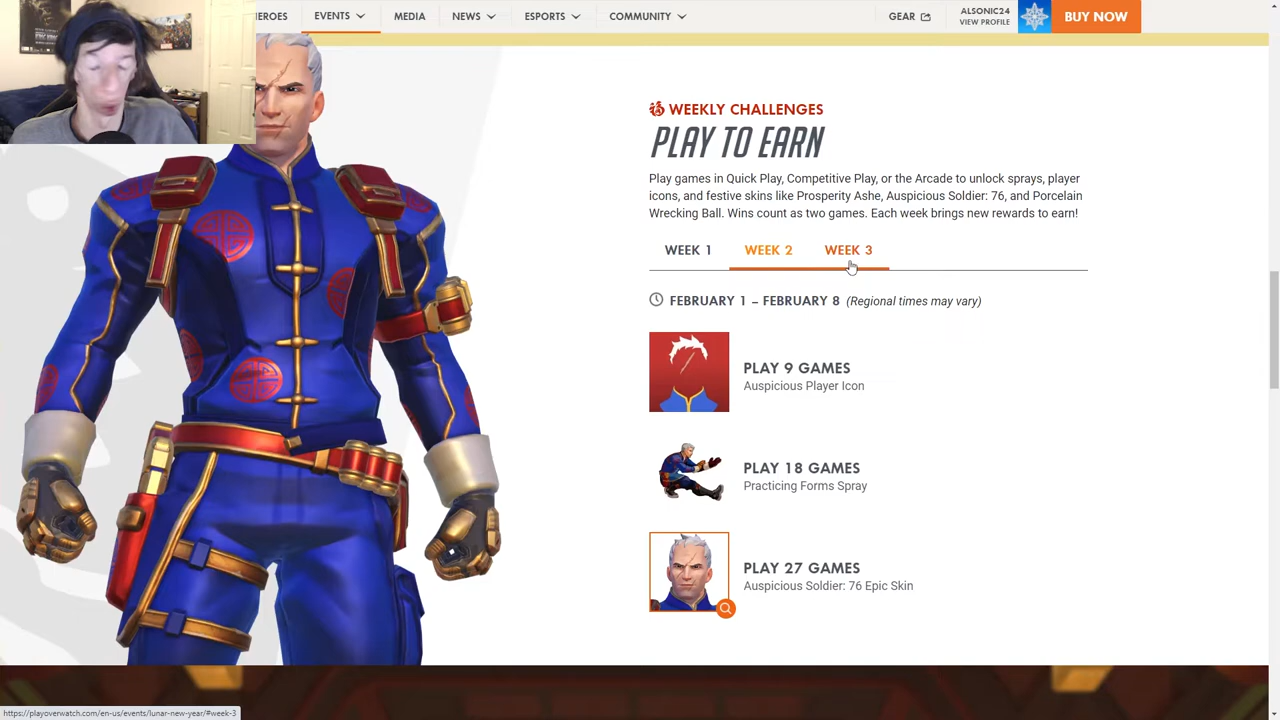 HEROES
EVENTS
MEDIA
NEWS
ESPORTS
COMMUNITY
GEAR
ALSONIC24
VIEW PROFILE
BUY NOW
WEEKLY CHALLENGES
PLAY TO EARN
Play games in Quick Play, Competitive Play, or the Arcade to unlock sprays, player
icons, and festive skins like Prosperity Ashe, Auspicious Soldier: 76, and Porcelain
Wrecking Ball. Wins count as two games. Each week brings new rewards to earn!
WEEK 1
WEEK 2
WEEK 3
FEBRUARY 1 – FEBRUARY 8 (Regional times may vary)
PLAY 9 GAMES
Auspicious Player Icon
PLAY 18 GAMES
Practicing Forms Spray
PLAY 27 GAMES
Auspicious Soldier: 76 Epic Skin
https://playoverwatch.com/en-us/events/lunar-new-year/#week-3